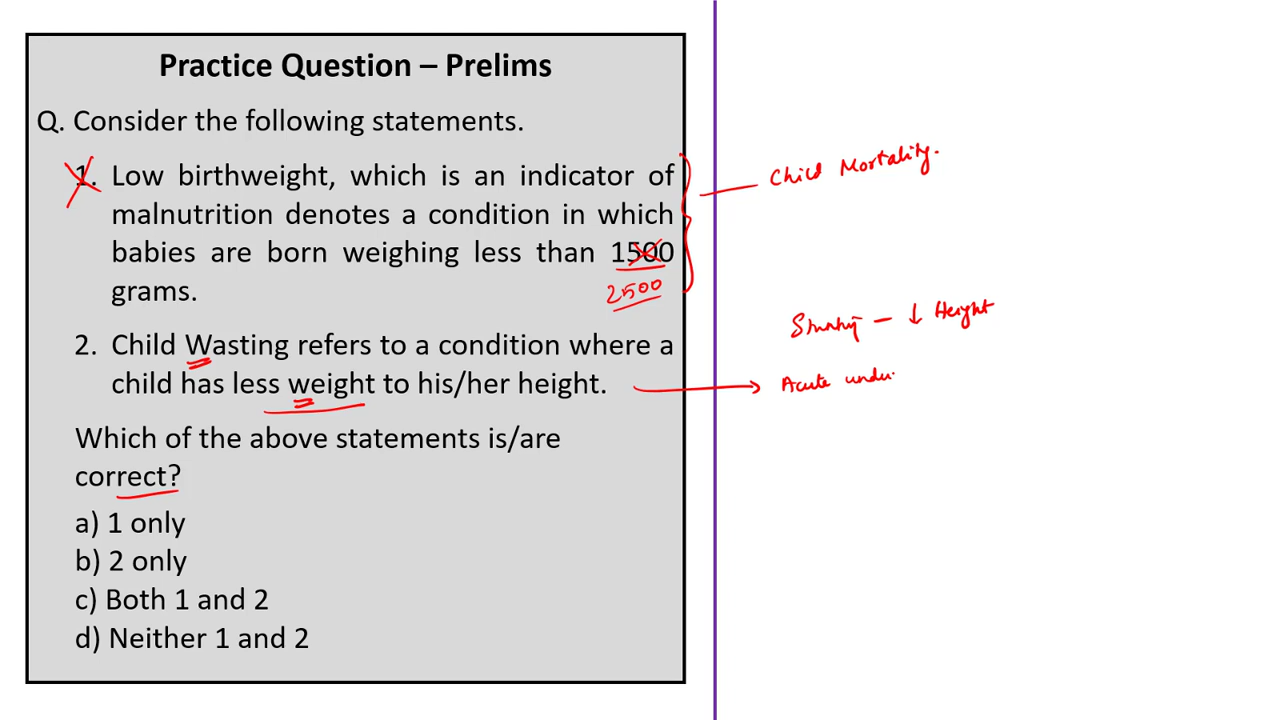 Practice Question – Prelims
Q. Consider the following statements.
1. Low birthweight, which is an indicator of
malnutrition denotes a condition in which
babies are born weighing less than 1500
grams.
2500
2. Child Wasting refers to a condition where a
child has less weight to his/her height.
Which of the above statements is/are
correct?
a) 1 only
b) 2 only
c) Both 1 and 2
d) Neither 1 and 2
Child Mortality.
Stunting – ↓ Height
Acute undu